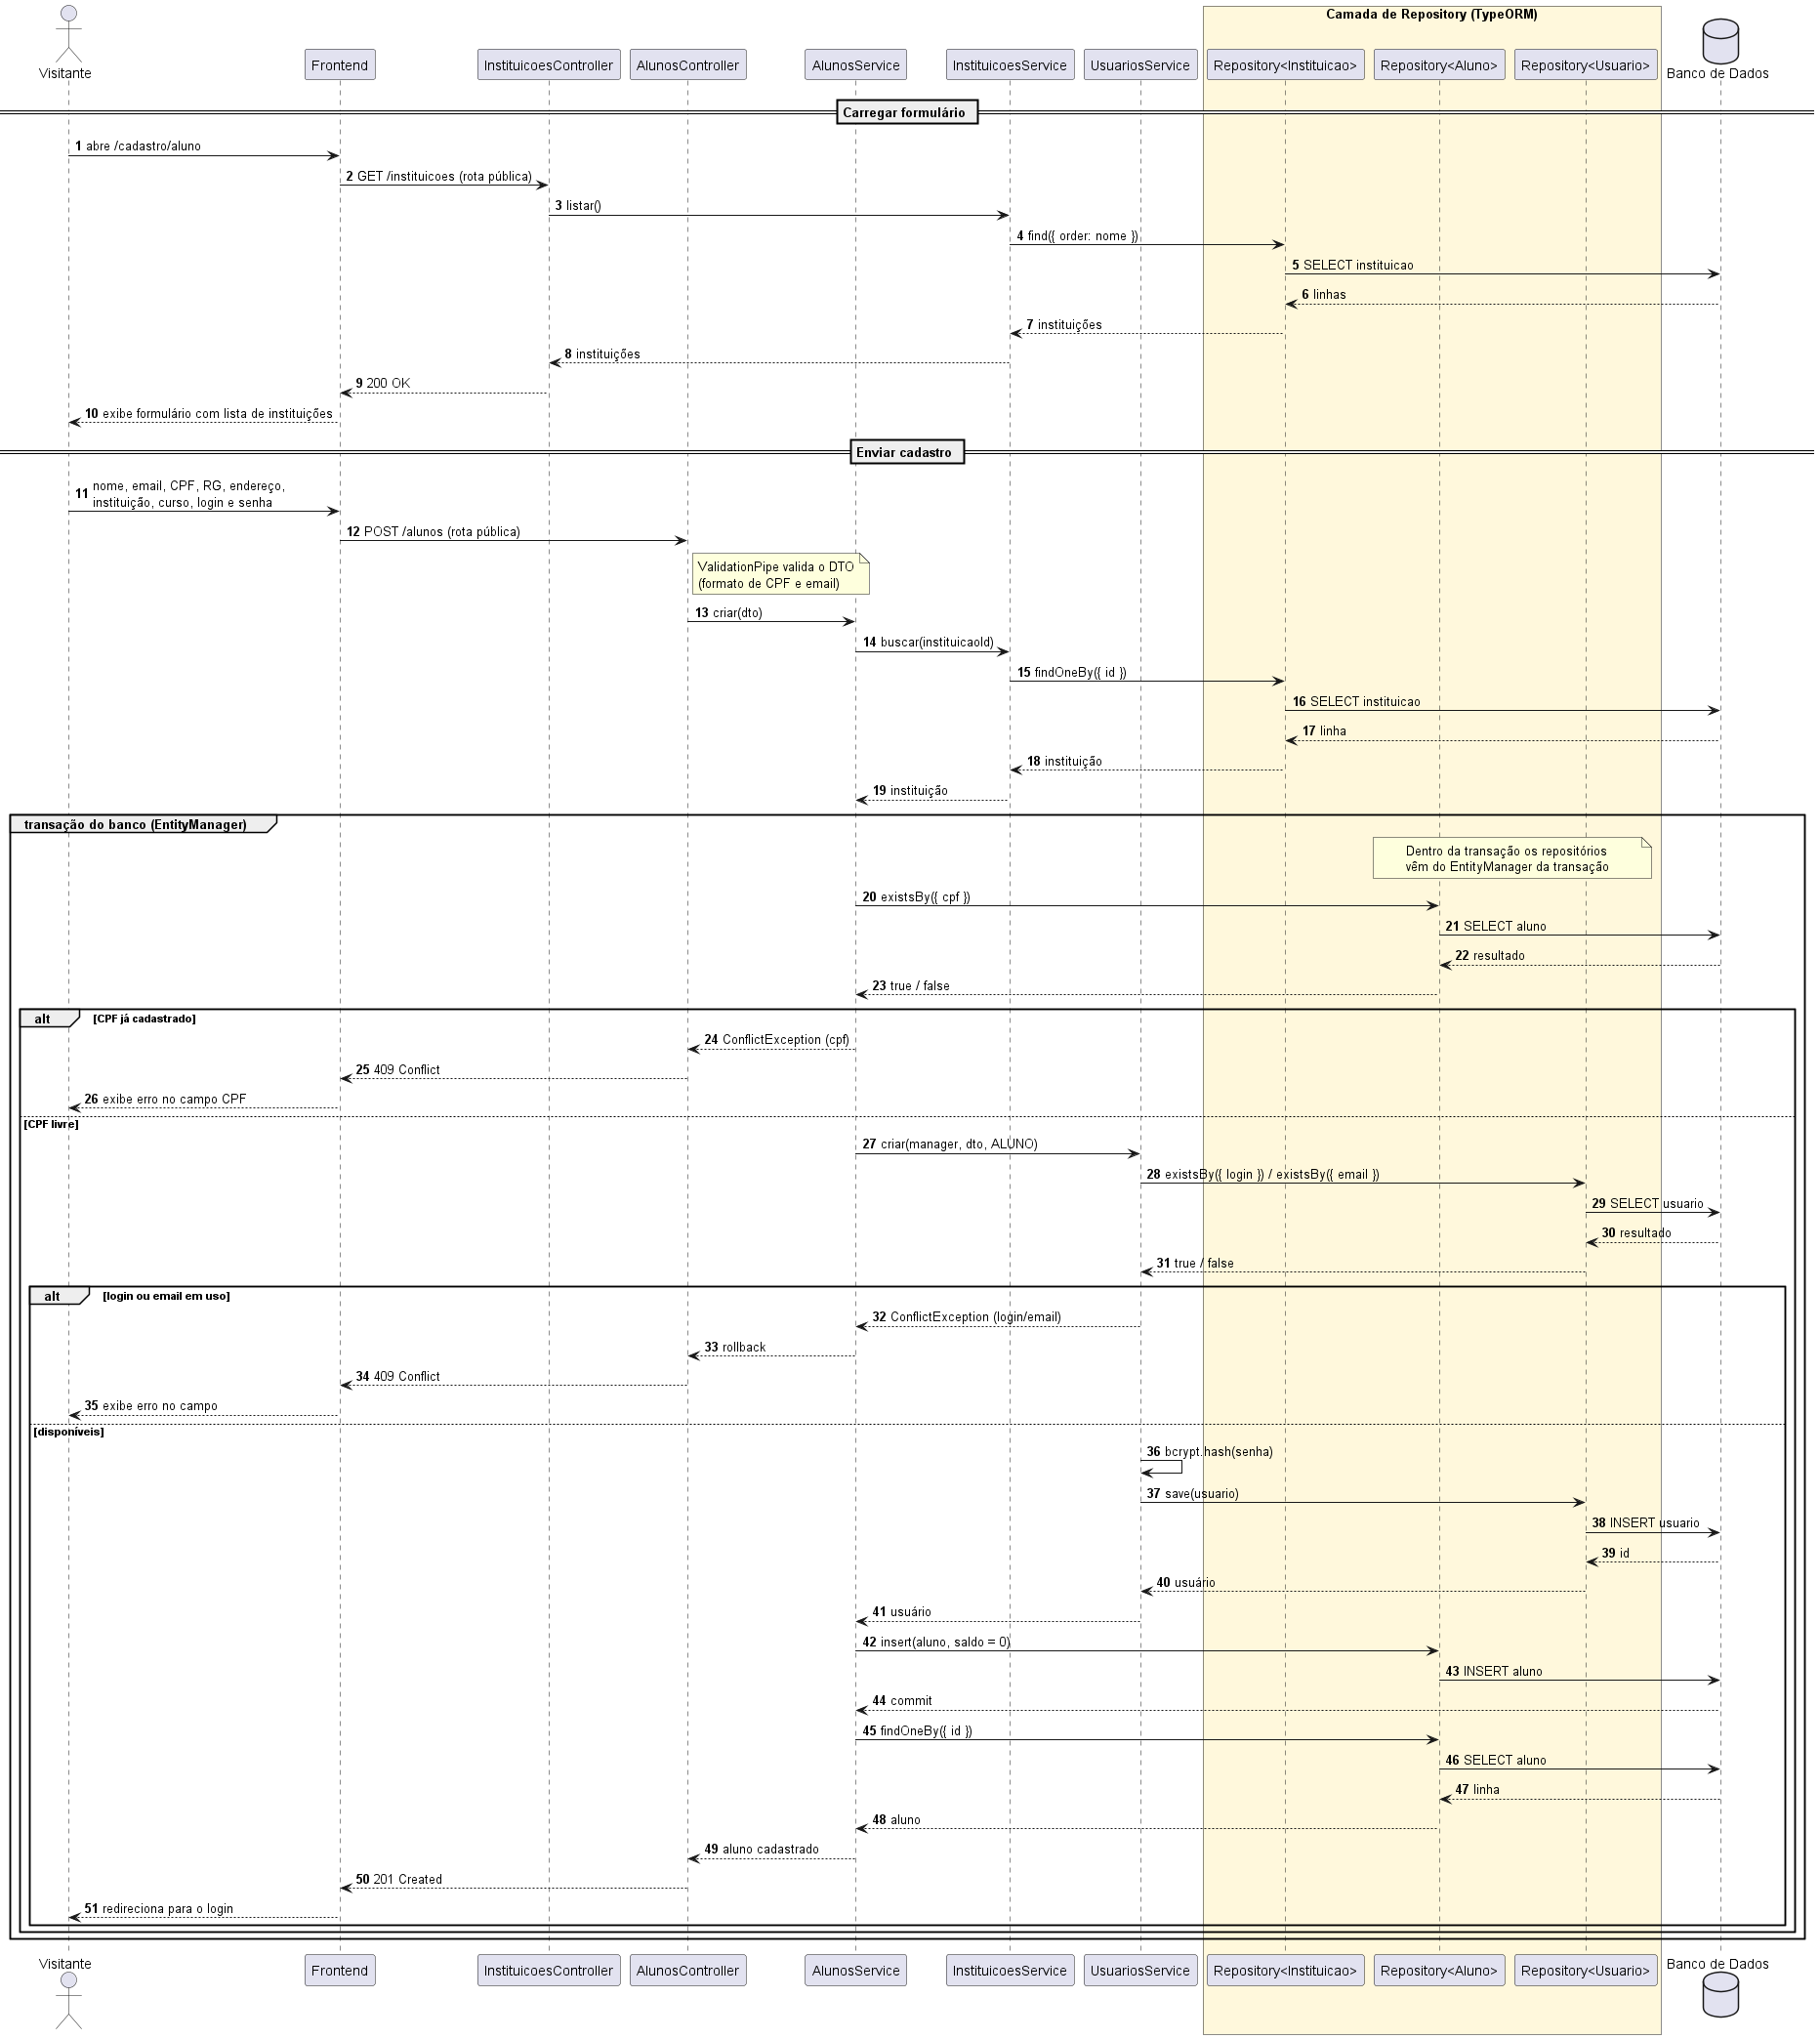 Camada de Repository (TypeORM)
Visitante
Frontend
InstituicoesController
AlunosController
AlunosService
InstituicoesService
UsuariosService
Repository<Instituicao>
Repository<Aluno>
Repository<Usuario>
Banco de Dados
Carregar formulário
1 abre /cadastro/aluno
2 GET /instituicoes (rota pública)
3 listar()
4 find({ order: nome })
5 SELECT instituicao
6 linhas
7 instituições
8 instituições
9 200 OK
10 exibe formulário com lista de instituições
Enviar cadastro
11 nome, email, CPF, RG, endereço,
instituição, curso, login e senha
12 POST /alunos (rota pública)
ValidationPipe valida o DTO
(formato de CPF e email)
13 criar(dto)
14 buscar(instituicaoId)
15 findOneBy({ id })
16 SELECT instituicao
17 linha
18 instituição
19 instituição
transação do banco (EntityManager)
Dentro da transação os repositórios
vêm do EntityManager da transação
20 existsBy({ cpf })
21 SELECT aluno
22 resultado
23 true / false
alt [CPF já cadastrado]
24 ConflictException (cpf)
25 409 Conflict
26 exibe erro no campo CPF
[CPF livre]
27 criar(manager, dto, ALUNO)
28 existsBy({ login }) / existsBy({ email })
29 SELECT usuario
30 resultado
31 true / false
alt [login ou email em uso]
32 ConflictException (login/email)
33 rollback
34 409 Conflict
35 exibe erro no campo
[disponíveis]
36 bcrypt.hash(senha)
37 save(usuario)
38 INSERT usuario
39 id
40 usuário
41 usuário
42 insert(aluno, saldo = 0)
43 INSERT aluno
44 commit
45 findOneBy({ id })
46 SELECT aluno
47 linha
48 aluno
49 aluno cadastrado
50 201 Created
51 redireciona para o login
Visitante
Frontend
InstituicoesController
AlunosController
AlunosService
InstituicoesService
UsuariosService
Repository<Instituicao>
Repository<Aluno>
Repository<Usuario>
Banco de Dados